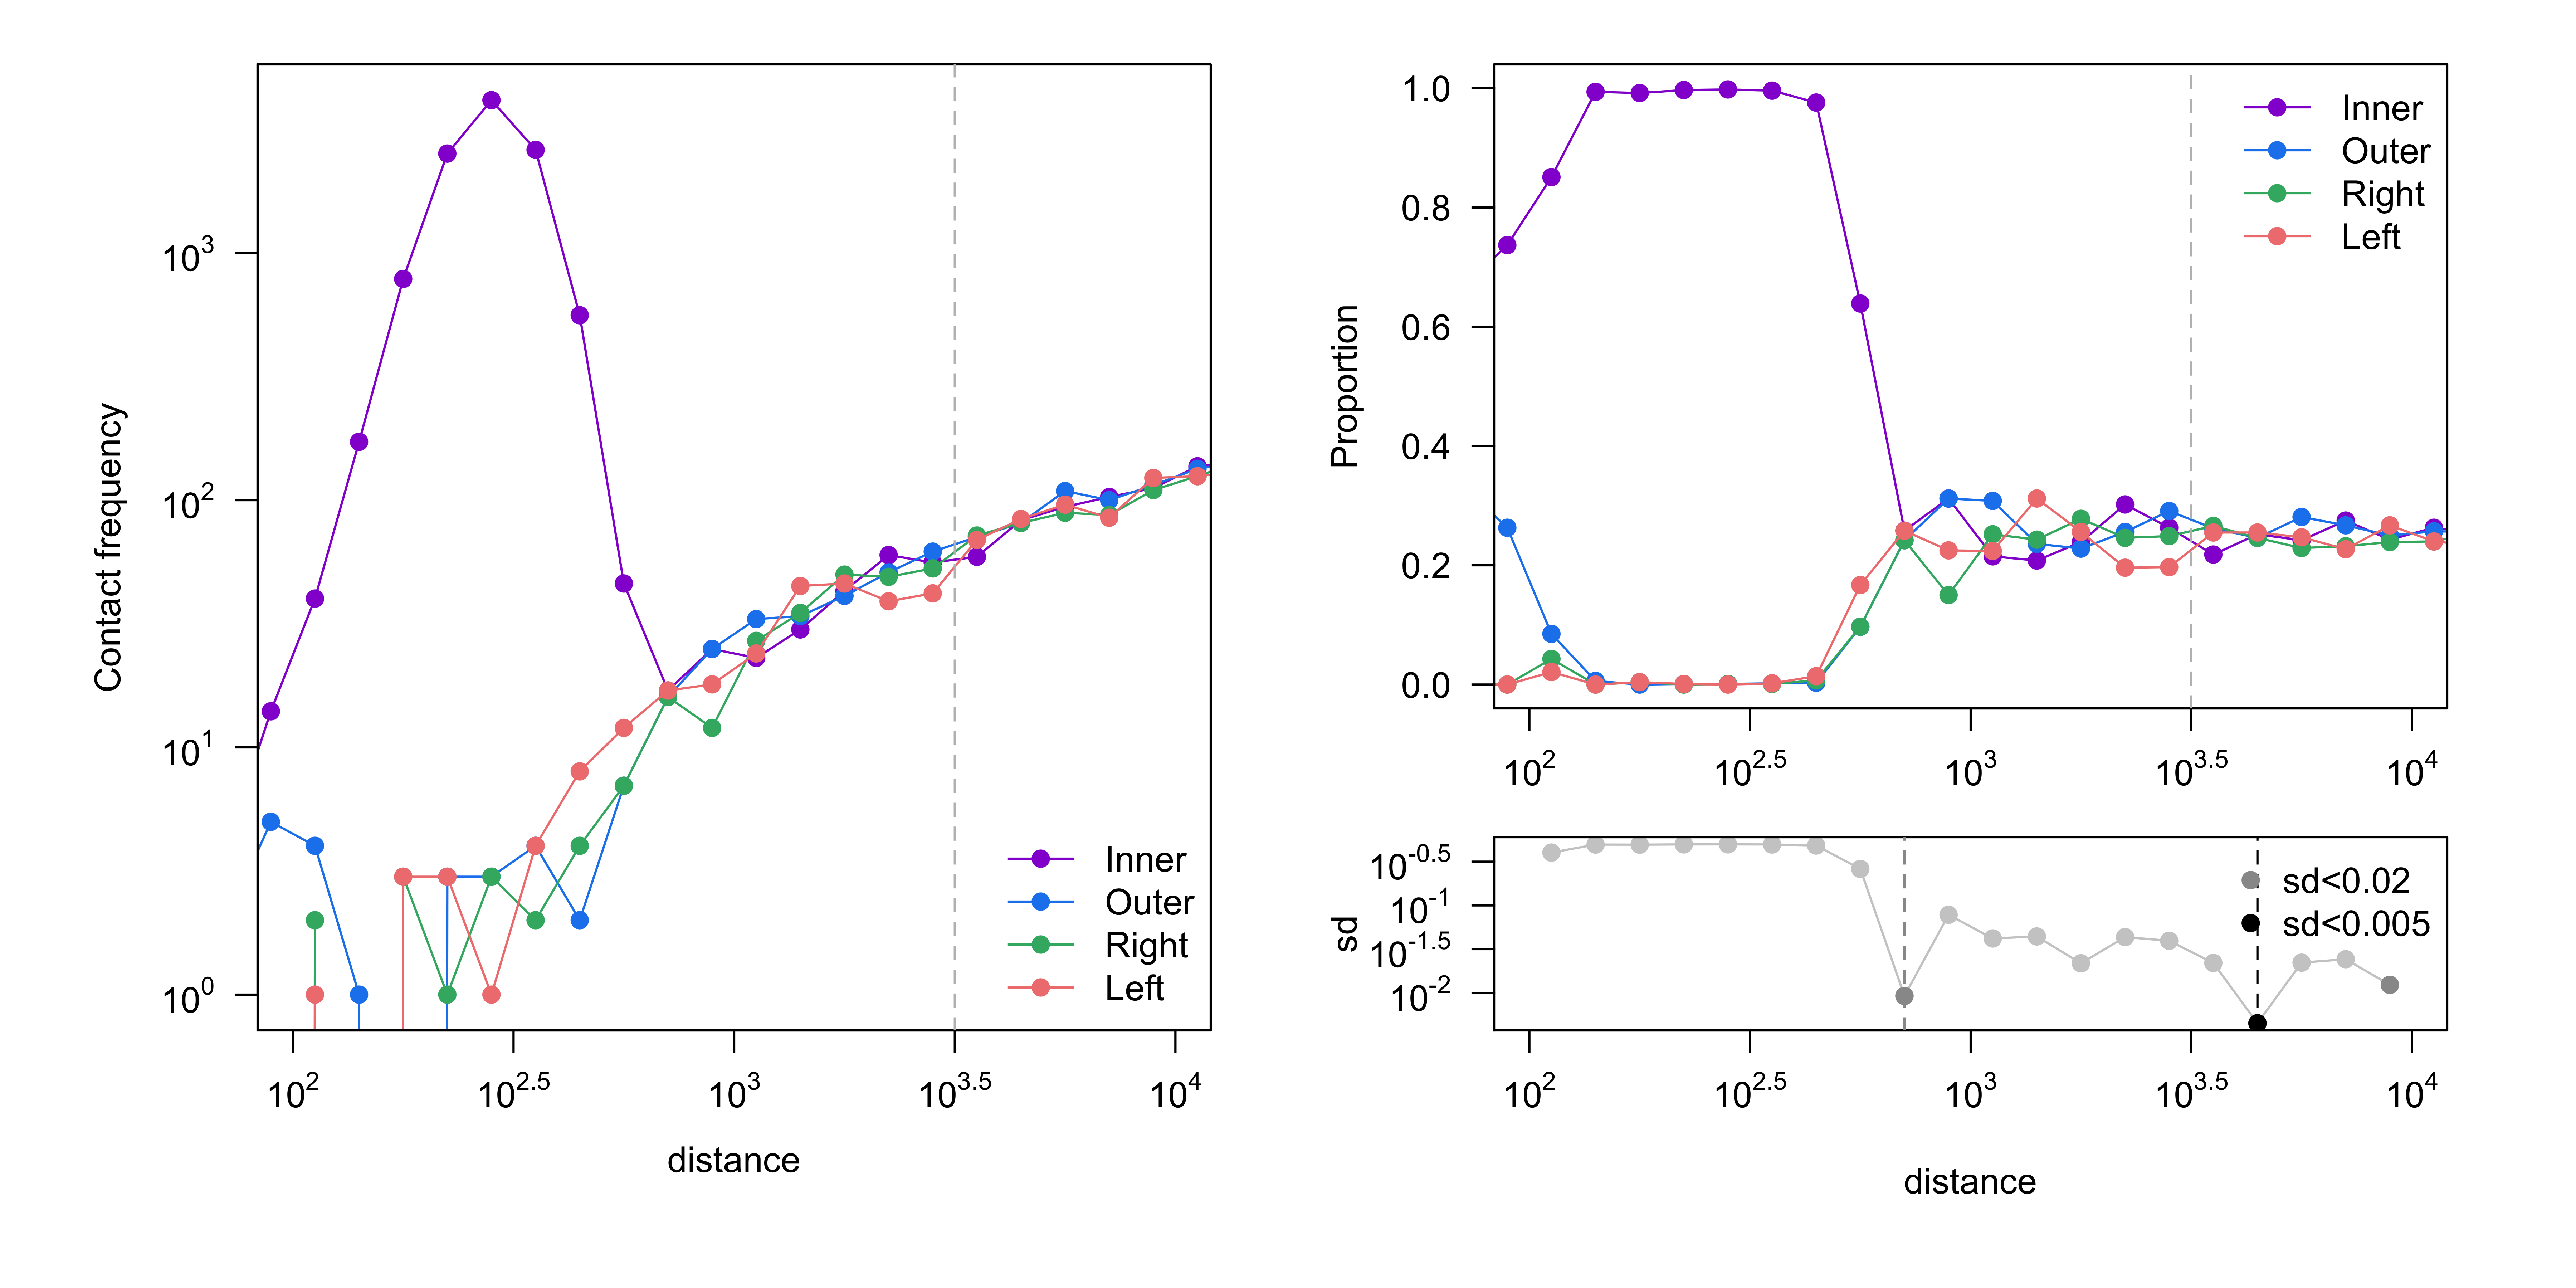 Contact frequency
10^3
10^2
10^1
10^0
10^2 10^2.5 10^3 10^3.5 10^4
distance
Inner
Outer
Right
Left
Proportion
1.0
0.8
0.6
0.4
0.2
0.0
Inner
Outer
Right
Left
10^2 10^2.5 10^3 10^3.5 10^4
sd
10^-0.5
10^-1
10^-1.5
10^-2
sd<0.02
sd<0.005
10^2 10^2.5 10^3 10^3.5 10^4
distance